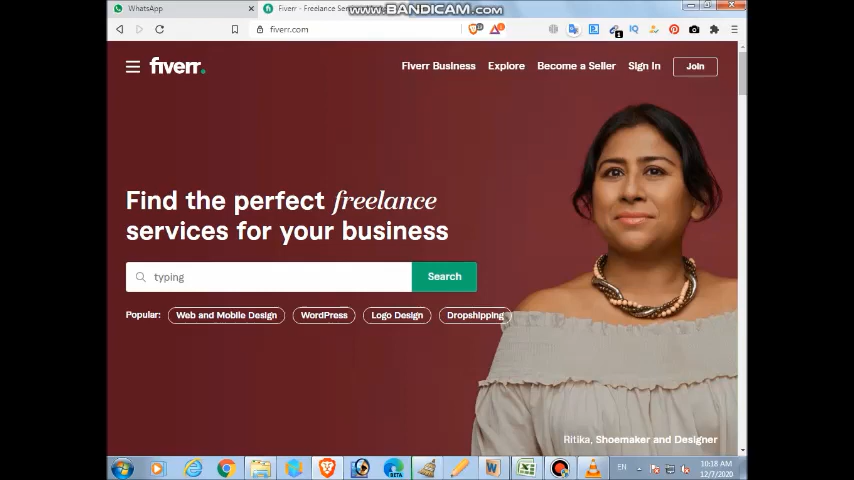 WhatsApp
Fiverr - Freelance Ser
www.BANDICAM.com
fiverr.com
fiverr.
Fiverr Business
Explore
Become a Seller
Sign In
Join
Find the perfect freelance
services for your business
typing
Search
Popular:
Web and Mobile Design
WordPress
Logo Design
Dropshipping
Ritika, Shoemaker and Designer
EN
10:18 AM
12/7/2020